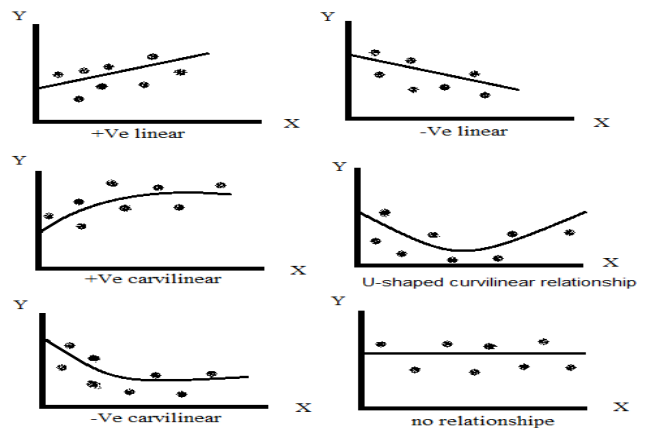 Y
X
+Ve linear
Y
X
-Ve linear
Y
X
+Ve carvilinear
Y
X
U-shaped curvilinear relationship
Y
X
-Ve carvilinear
Y
X
no relationshipe